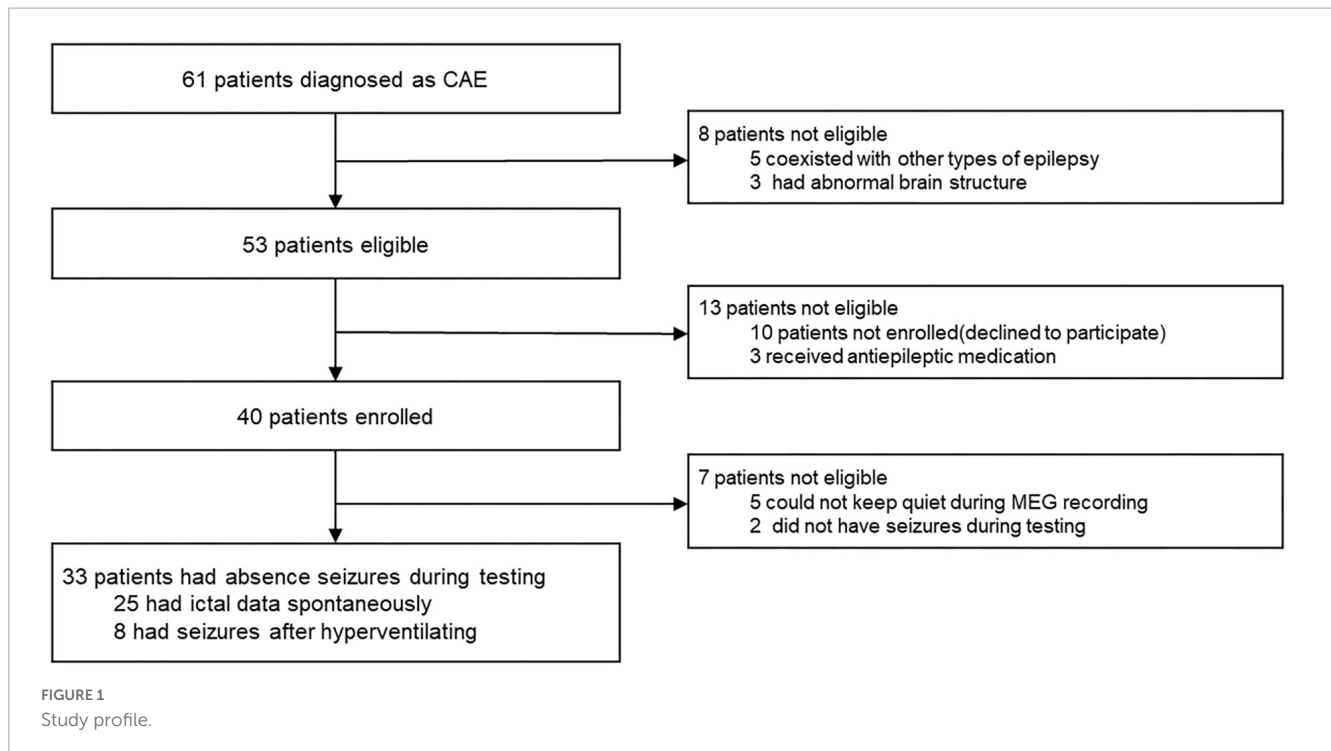 61 patients diagnosed as CAE
8 patients not eligible
5 coexisted with other types of epilepsy
3 had abnormal brain structure
53 patients eligible
13 patients not eligible
10 patients not enrolled(declined to participate)
3 received antiepileptic medication
40 patients enrolled
7 patients not eligible
5 could not keep quiet during MEG recording
2 did not have seizures during testing
33 patients had absence seizures during testing
25 had ictal data spontaneously
8 had seizures after hyperventilating
FIGURE 1
Study profile.